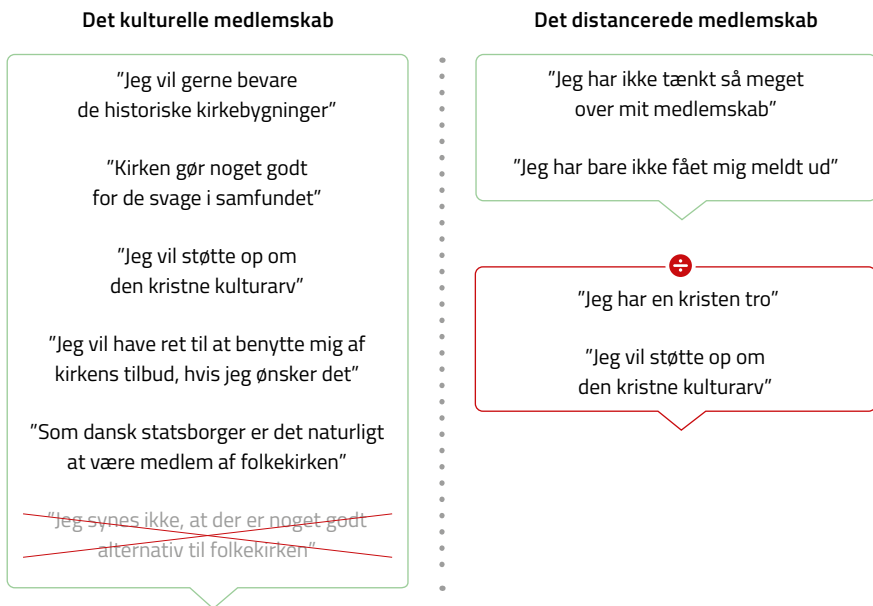 Det kulturelle medlemskab
”Jeg vil gerne bevare
de historiske kirkebygninger”
”Kirken gør noget godt
for de svage i samfundet”
”Jeg vil støtte op om
den kristne kulturarv”
”Jeg vil have ret til at benytte mig af
kirkens tilbud, hvis jeg ønsker det”
”Som dansk statsborger er det naturligt
at være medlem af folkekirken”
”Jeg synes ikke, at der er noget godt
alternativ til folkekirken”
Det distancerede medlemskab
”Jeg har ikke tænkt så meget
over mit medlemskab”
”Jeg har bare ikke fået mig meldt ud”
÷
”Jeg har en kristen tro”
”Jeg vil støtte op om
den kristne kulturarv”